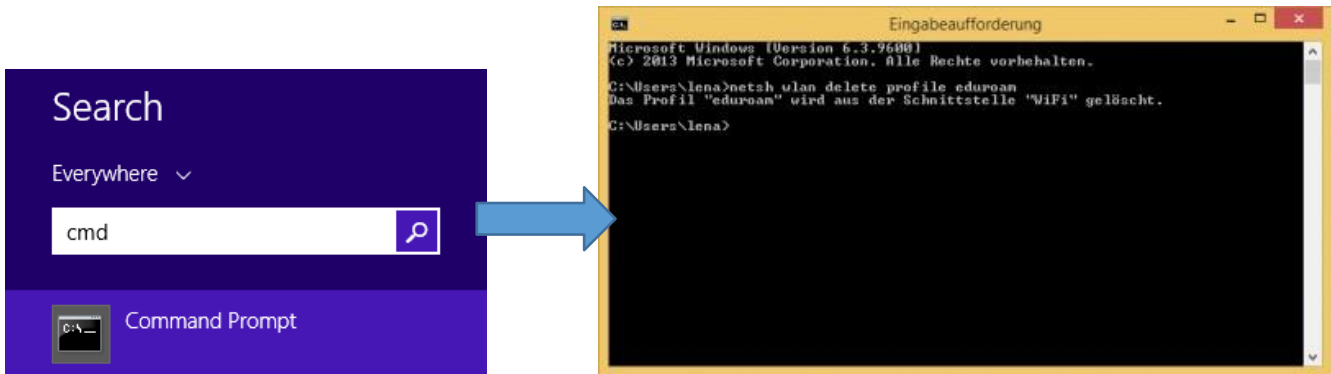 Search
Everywhere
cmd
Command Prompt
Eingabeaufforderung
Microsoft Windows [Version 6.3.9600]
(c) 2013 Microsoft Corporation. Alle Rechte vorbehalten.
C:\Users\lena>netsh wlan delete profile eduroam
Das Profil "eduroam" wird aus der Schnittstelle "WiFi" gelöscht.
C:\Users\lena>